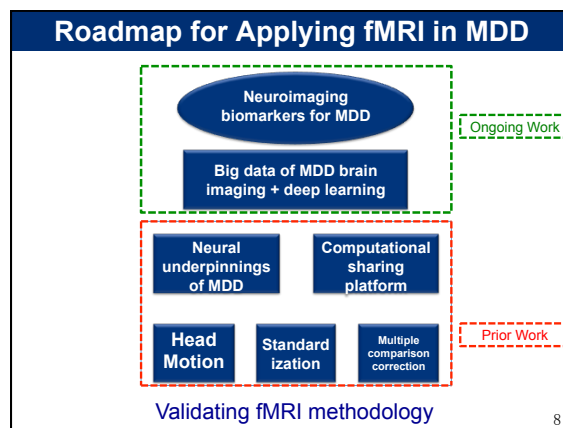 Roadmap for Applying fMRI in MDD
Neuroimaging
biomarkers for MDD
Ongoing Work
Big data of MDD brain
imaging + deep learning
Neural
underpinnings
of MDD
Computational
sharing
platform
Head
Motion
Standard
ization
Multiple
comparison
correction
Prior Work
Validating fMRI methodology
8